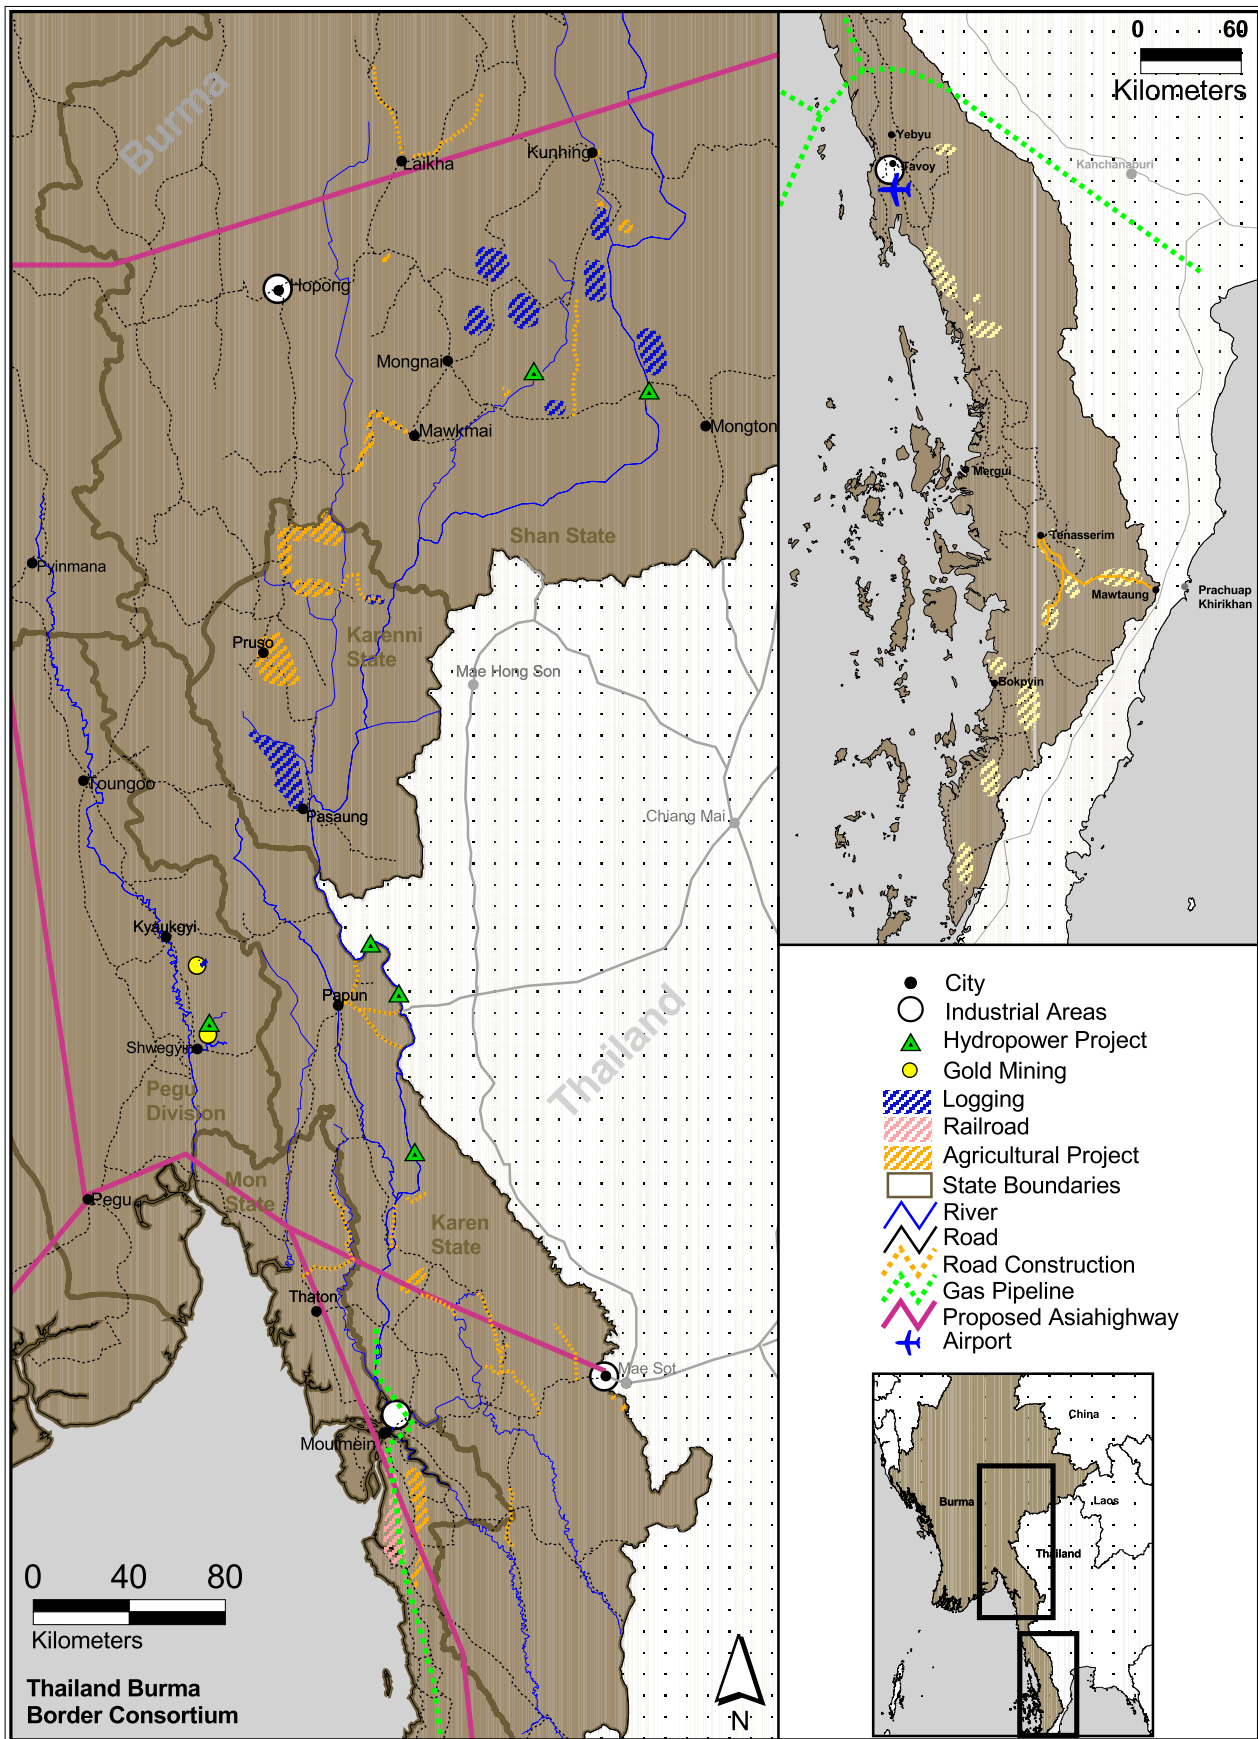 Burma
Laikha
Kunhing
Hopong
Mongnai
Mawkmai
Mongton
Shan State
Pyinmana
Pruso
Karenni
State
Mae Hong Son
Toungoo
Pasaung
Chiang Mai
Kyaukgyi
Papun
Shwegyin
Pegu
Division
Thailand
Mon
State
Pegu
Karen
State
Thaton
Mae Sot
Moulmein
0 40 80
Kilometers
Thailand Burma
Border Consortium
N
0 60
Kilometers
Yebyu
Tavoy
Kanchanaburi
Mergui
Tenasserim
Mawtaung
Prachuap
Khirikhan
Bokpyin
City
Industrial Areas
Hydropower Project
Gold Mining
Logging
Railroad
Agricultural Project
State Boundaries
River
Road
Road Construction
Gas Pipeline
Proposed Asiahighway
Airport
China
Burma
Laos
Thailand